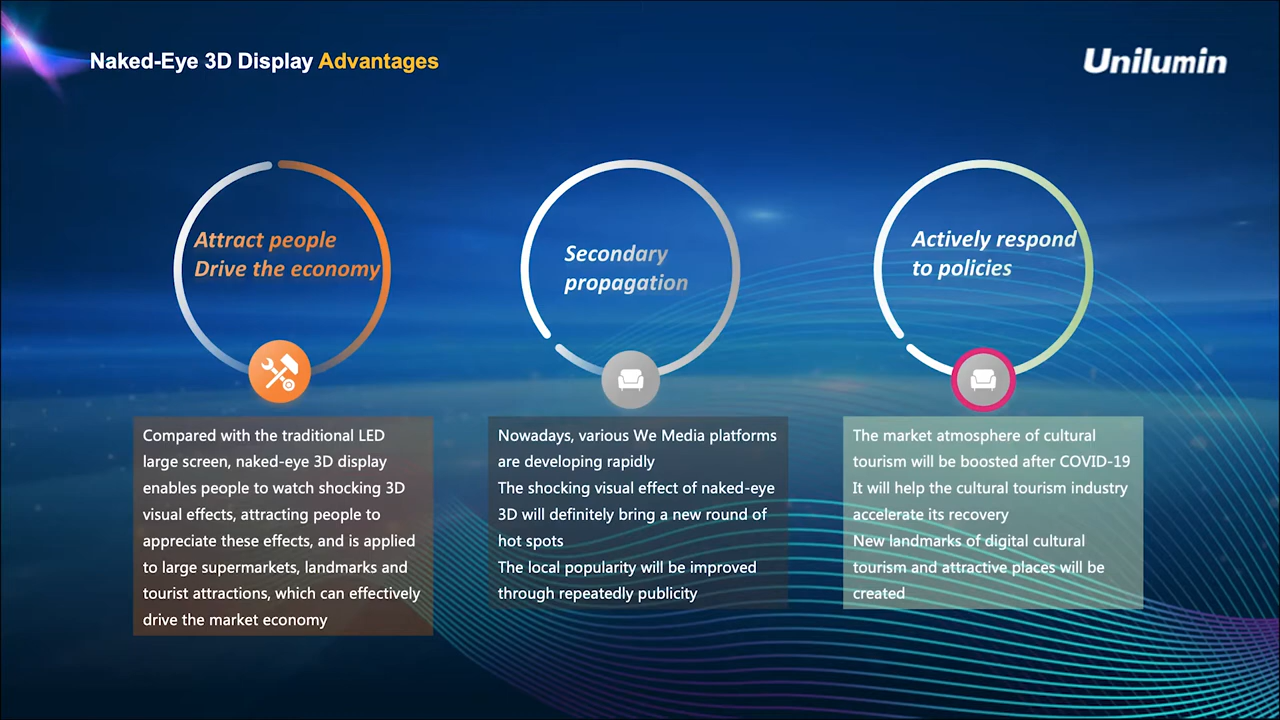 Naked-Eye 3D Display Advantages
Unilumin
Attract people
Drive the economy
Compared with the traditional LED
large screen, naked-eye 3D display
enables people to watch shocking 3D
visual effects, attracting people to
appreciate these effects, and is applied
to large supermarkets, landmarks and
tourist attractions, which can effectively
drive the market economy
Secondary
propagation
Nowadays, various We Media platforms
are developing rapidly
The shocking visual effect of naked-eye
3D will definitely bring a new round of
hot spots
The local popularity will be improved
through repeatedly publicity
Actively respond
to policies
The market atmosphere of cultural
tourism will be boosted after COVID-19
It will help the cultural tourism industry
accelerate its recovery
New landmarks of digital cultural
tourism and attractive places will be
created